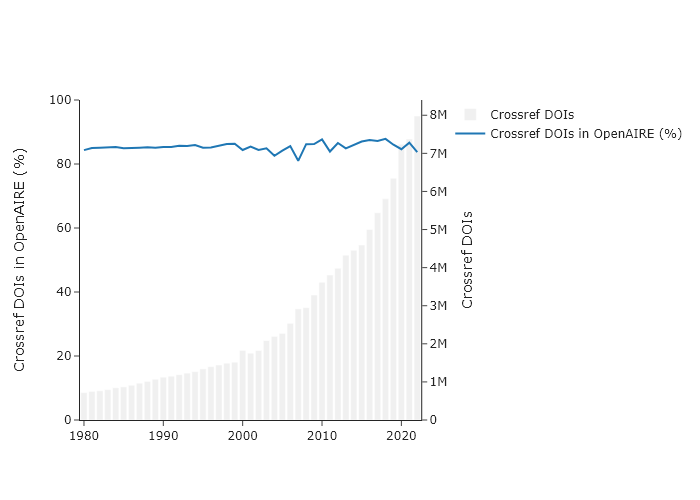 100
80
60
40
20
0
Crossref DOIs in OpenAIRE (%)
8M
7M
6M
5M
4M
3M
2M
1M
0
Crossref DOIs
1980
1990
2000
2010
2020
Crossref DOIs
Crossref DOIs in OpenAIRE (%)